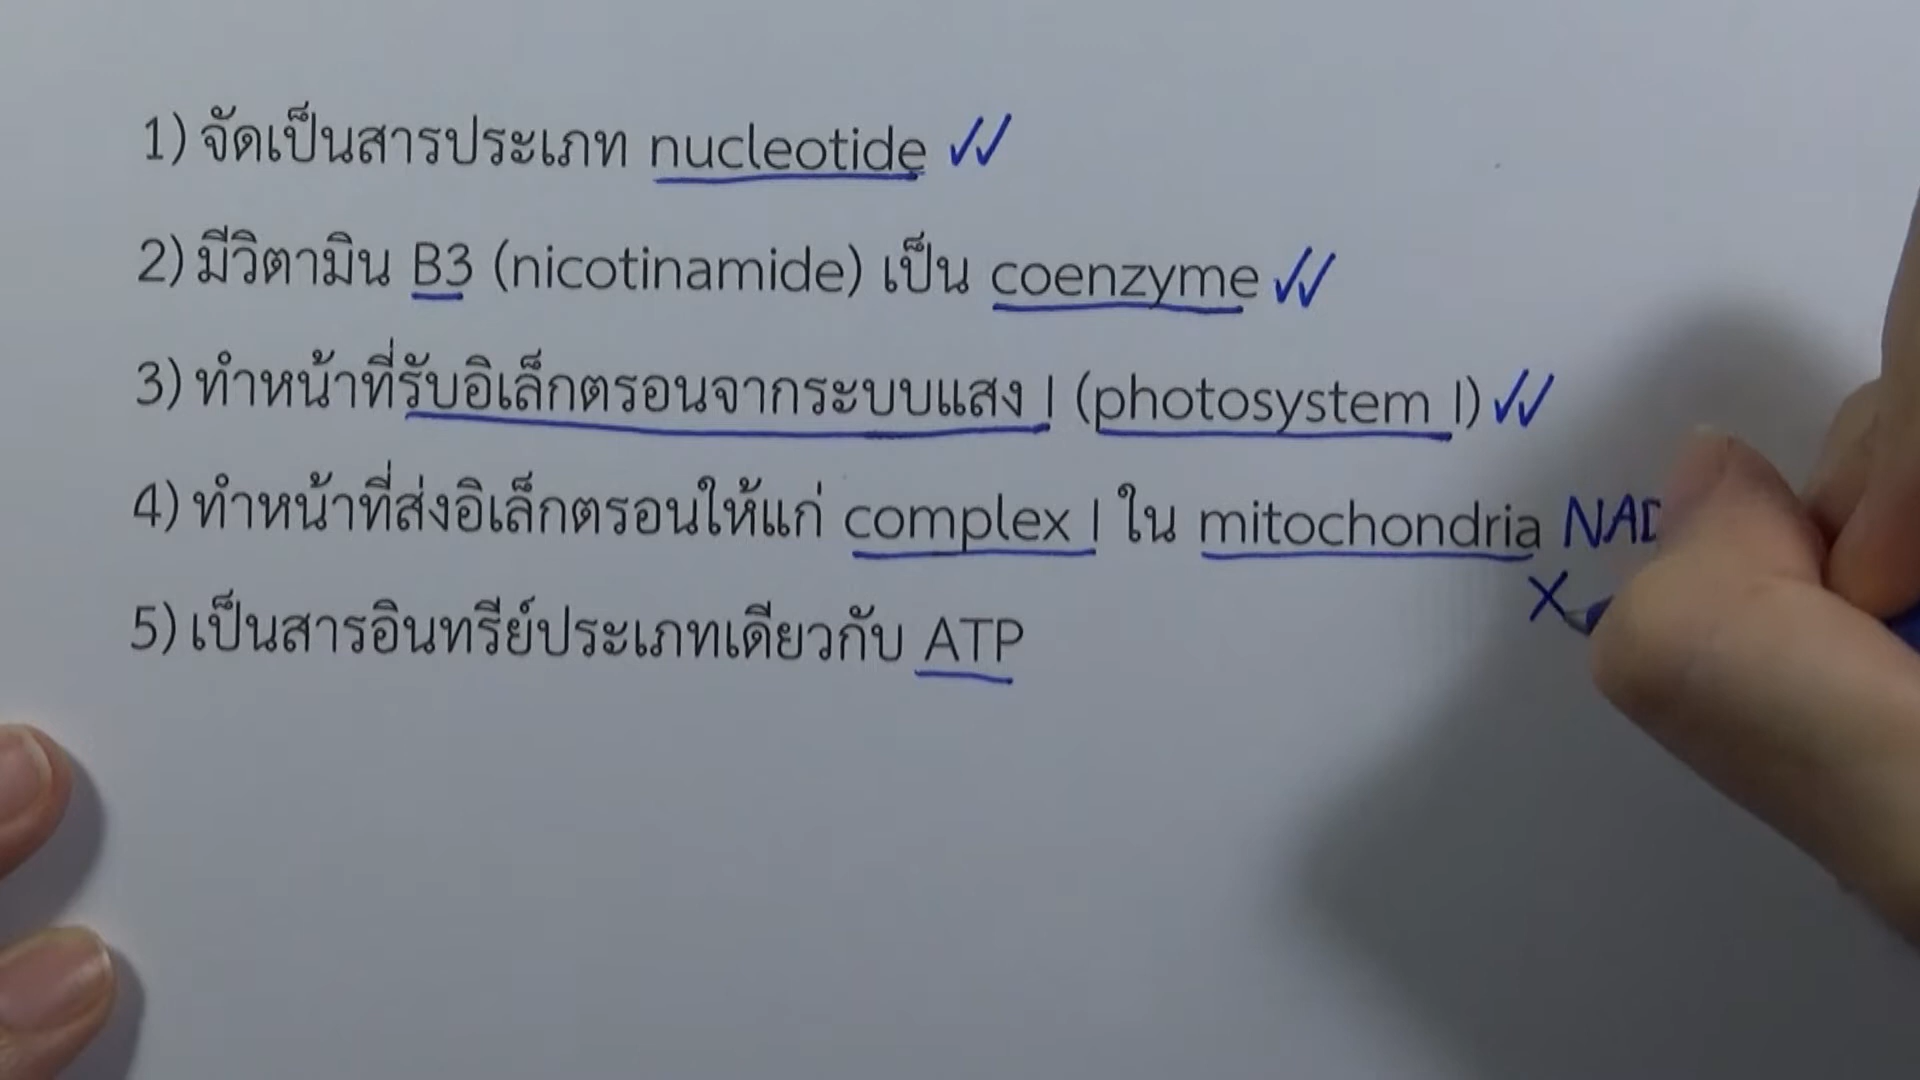 1) จัดเป็นสารประเภท nucleotide
2) มีวิตามิน B3 (nicotinamide) เป็น coenzyme
3) ทำหน้าที่รับอิเล็กตรอนจากระบบแสง I (photosystem I)
4) ทำหน้าที่ส่งอิเล็กตรอนให้แก่ complex I ใน mitochondria
5) เป็นสารอินทรีย์ประเภทเดียวกับ ATP